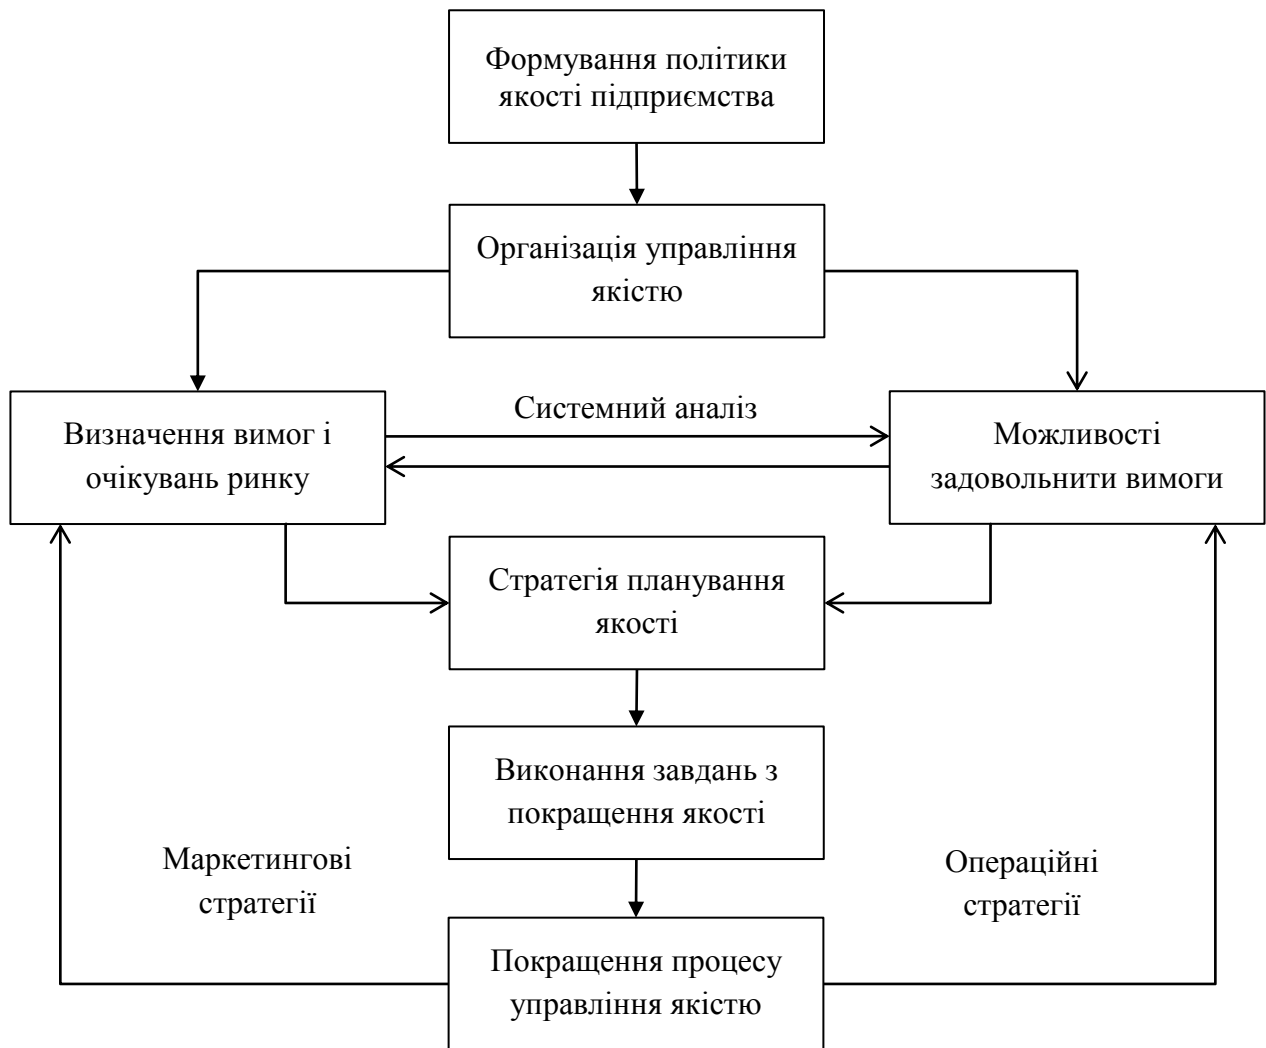 Формування політики
якості підприємства
Організація управління
якістю
Системний аналіз
Визначення вимог і
очікувань ринку
Можливості
задовольнити вимоги
Стратегія планування
якості
Виконання завдань з
покращення якості
Маркетингові
стратегії
Операційні
стратегії
Покращення процесу
управління якістю